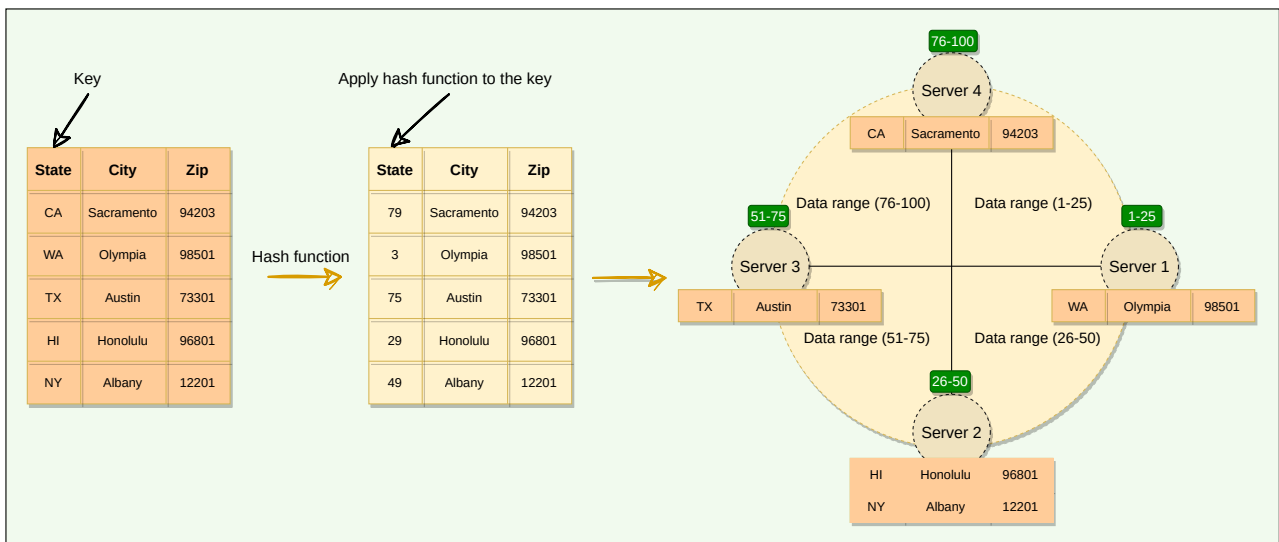 Key
State City Zip
CA Sacramento 94203
WA Olympia 98501
TX Austin 73301
HI Honolulu 96801
NY Albany 12201
Hash function
Apply hash function to the key
State City Zip
79 Sacramento 94203
3 Olympia 98501
75 Austin 73301
29 Honolulu 96801
49 Albany 12201
76-100
Server 4
CA Sacramento 94203
Data range (76-100) Data range (1-25)
51-75
Server 3
TX Austin 73301
1-25
Server 1
WA Olympia 98501
Data range (51-75) Data range (26-50)
26-50
Server 2
HI Honolulu 96801
NY Albany 12201